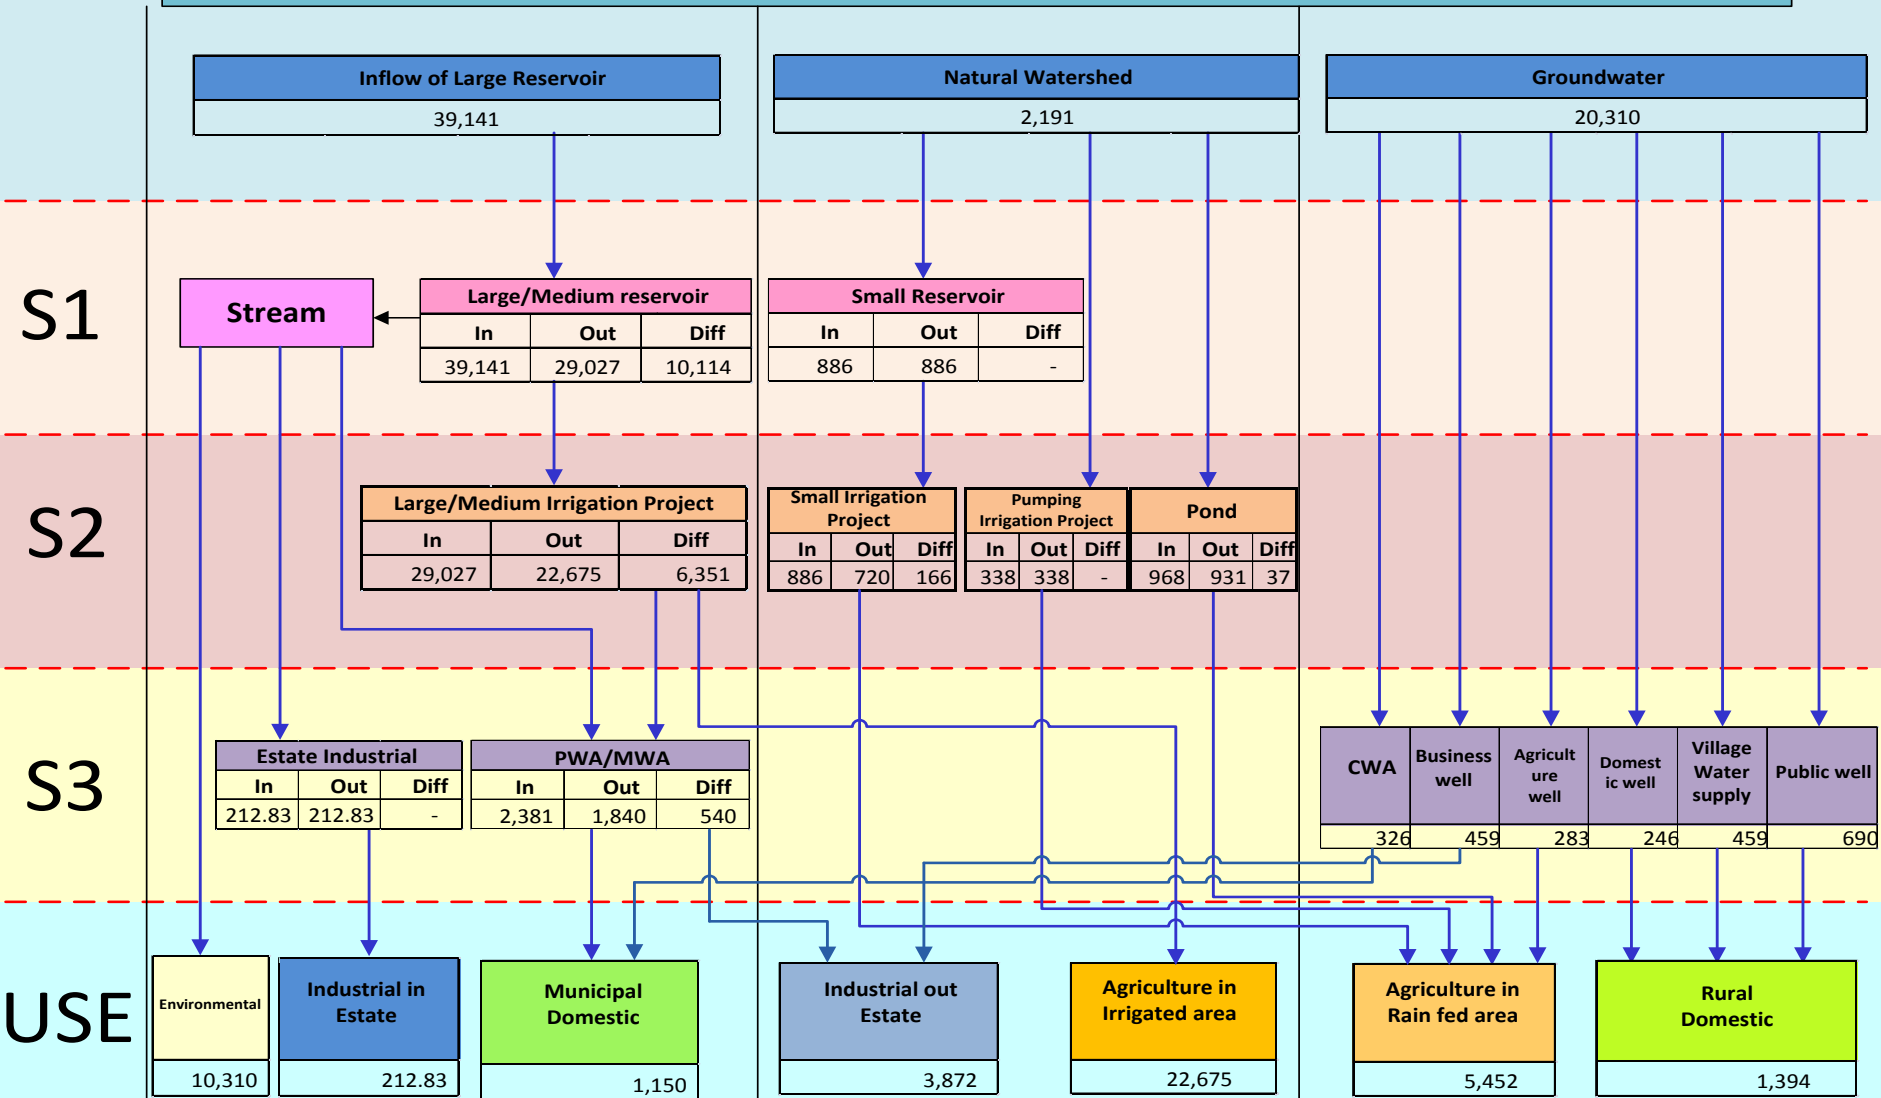 Inflow of Large Reservoir
39,141
Natural Watershed
2,191
Groundwater
20,310
S1
Stream
Large/Medium reservoir
In Out Diff
39,141 29,027 10,114
Small Reservoir
In Out Diff
886 886 -
S2
Large/Medium Irrigation Project
In Out Diff
29,027 22,675 6,351
Small Irrigation
Project
In Out Diff
886 720 166
Pumping
Irrigation Project
In Out Diff
338 338 -
Pond
In Out Diff
968 931 37
S3
Estate Industrial
In Out Diff
212.83 212.83 -
PWA/MWA
In Out Diff
2,381 1,840 540
CWA
326
Business
well
459
Agricult
ure
well
283
Domest
ic well
246
Village
Water
supply
459
Public well
690
USE
Environmental
10,310
Industrial in
Estate
212.83
Municipal
Domestic
1,150
Industrial out
Estate
3,872
Agriculture in
Irrigated area
22,675
Agriculture in
Rain fed area
5,452
Rural
Domestic
1,394